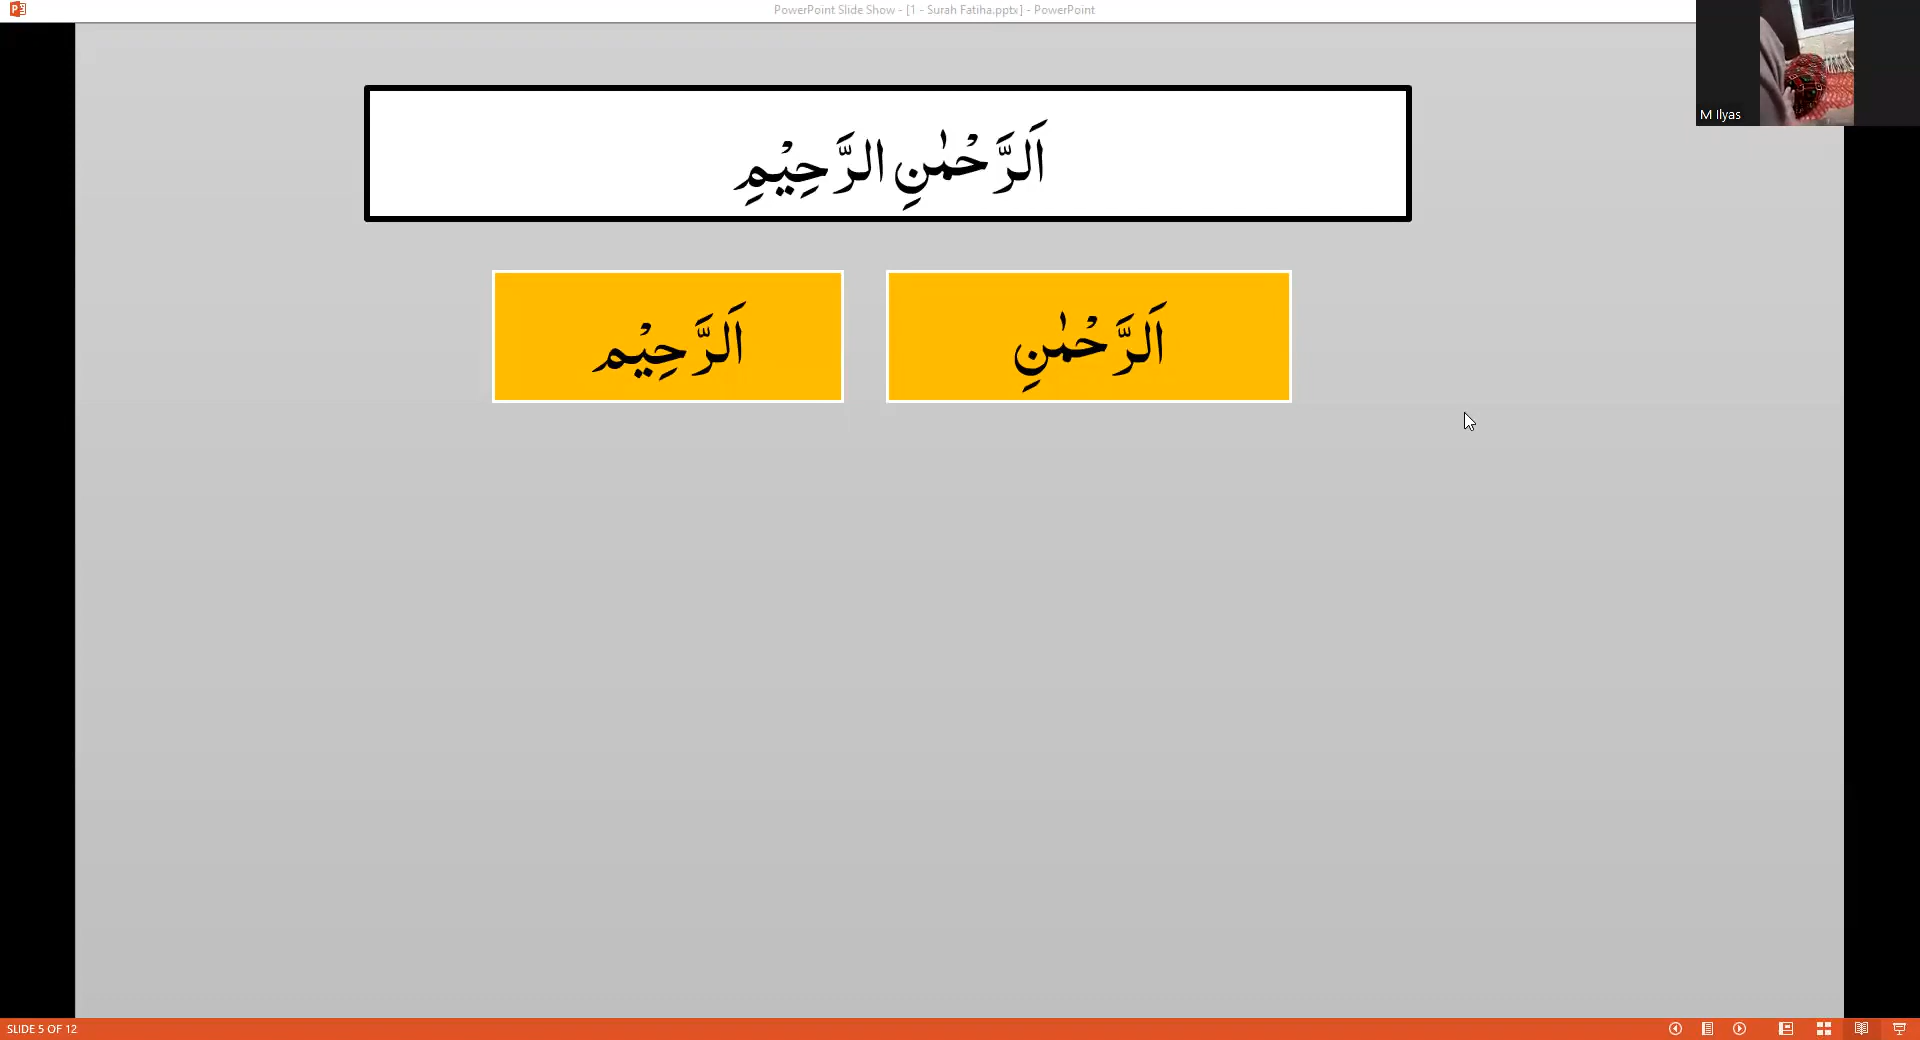 PowerPoint Slide Show - [1 - Surah Fatiha.pptx] - PowerPoint
M Ilyas
اَلرَّحْمٰنِ الرَّحِيْمِ
اَلرَّحْمٰنِ
اَلرَّحِيْم
SLIDE 5 OF 12